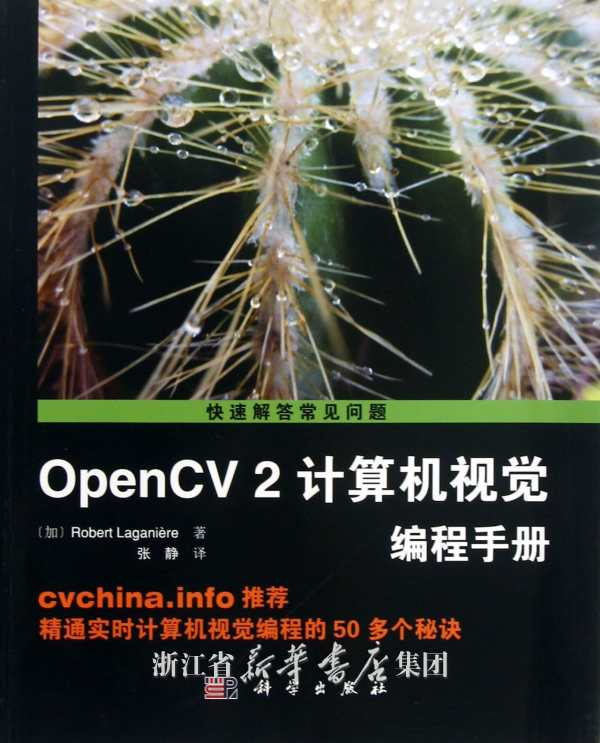 快速解答常见问题
OpenCV 2 计算机视觉
编程手册
〔加〕Robert Laganière 著
张 静 译
cvchina.info 推荐
精通实时计算机视觉编程的 50 多个秘诀
浙江省新华书店集团
科学出版社